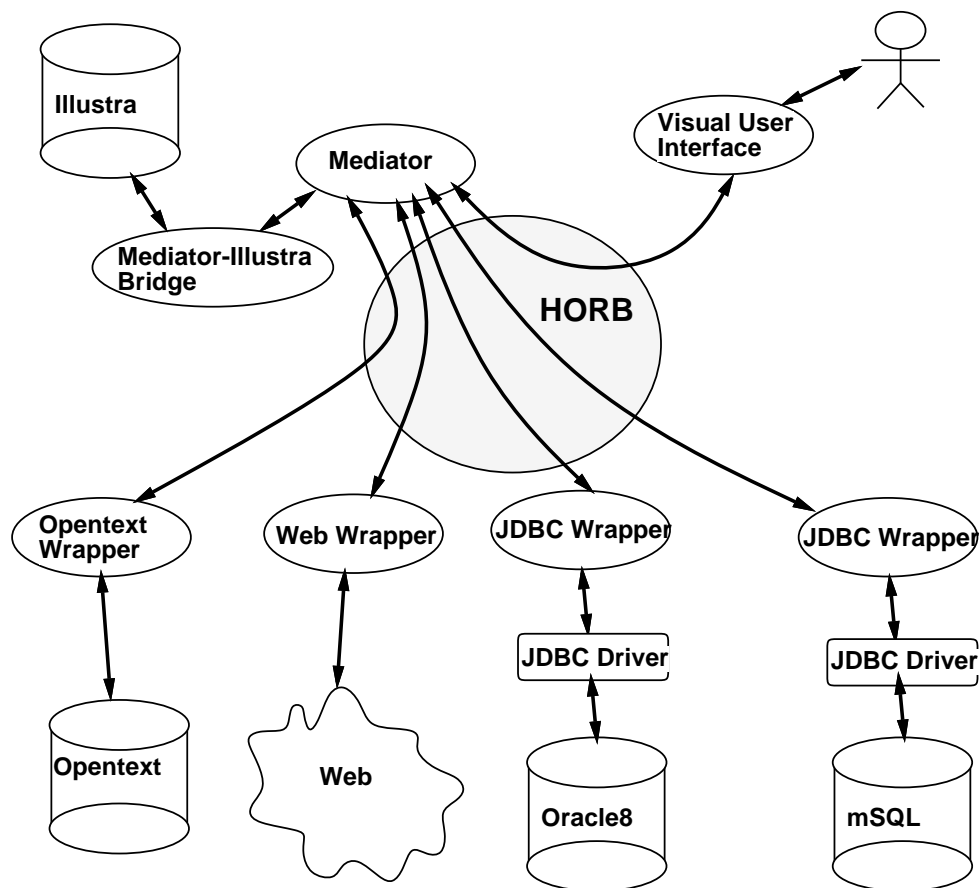 Illustra
Visual User
Interface
Mediator
Mediator-Illustra
Bridge
HORB
Opentext
Wrapper
Web Wrapper
JDBC Wrapper
JDBC Wrapper
JDBC Driver
JDBC Driver
Opentext
Web
Oracle8
mSQL